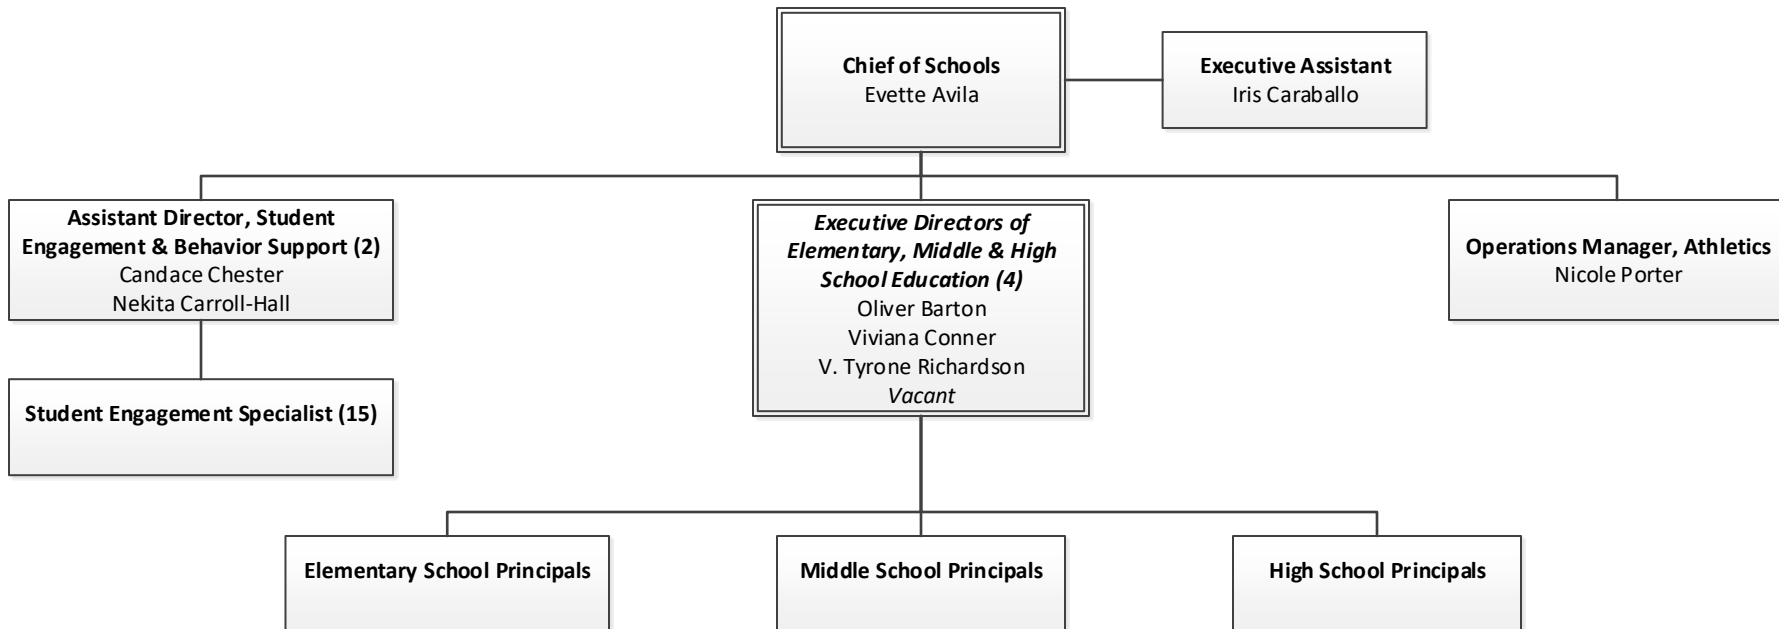 Chief of Schools
Evette Avila
Executive Assistant
Iris Caraballo
Assistant Director, Student
Engagement & Behavior Support (2)
Candace Chester
Nekita Carroll-Hall
Executive Directors of
Elementary, Middle & High
School Education (4)
Oliver Barton
Viviana Conner
V. Tyrone Richardson
Vacant
Operations Manager, Athletics
Nicole Porter
Student Engagement Specialist (15)
Elementary School Principals
Middle School Principals
High School Principals